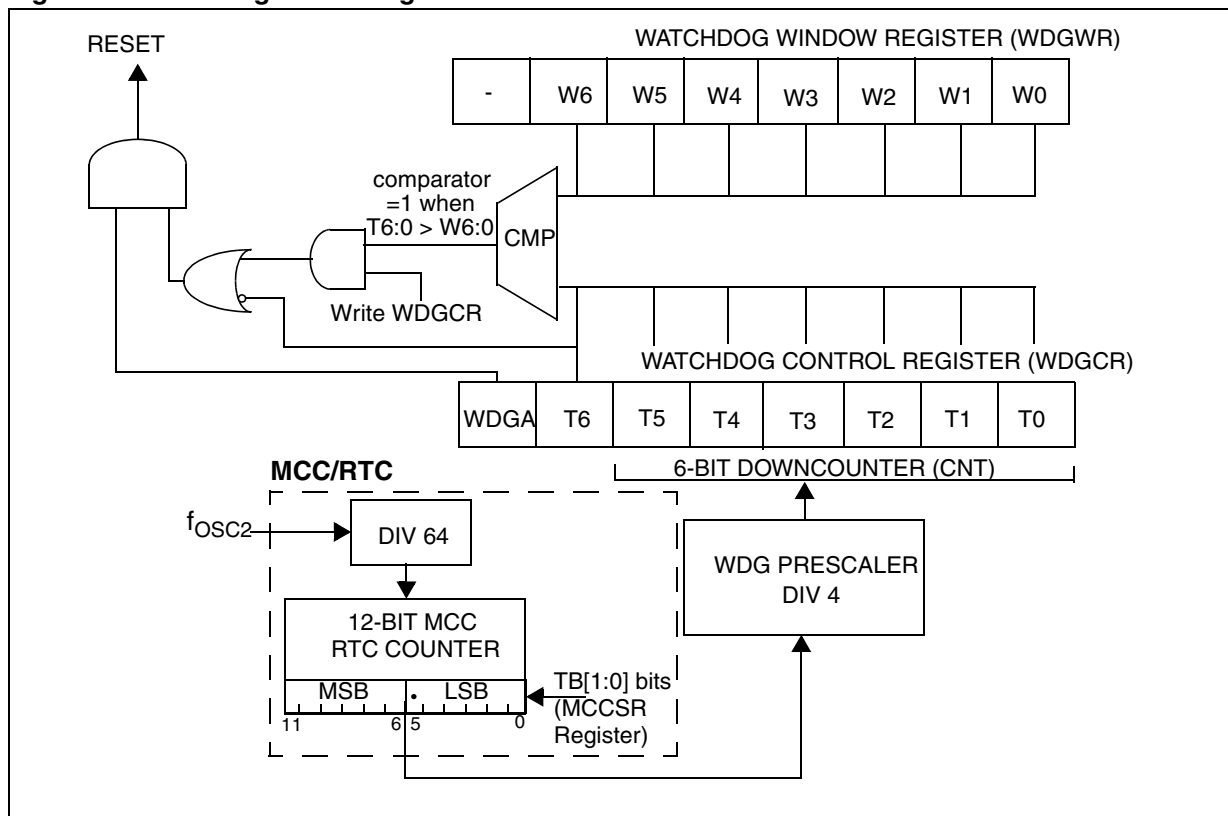 RESET
WATCHDOG WINDOW REGISTER (WDGWR)
-
W6
W5
W4
W3
W2
W1
W0
comparator
=1 when
T6:0 > W6:0
CMP
Write WDGCR
WATCHDOG CONTROL REGISTER (WDGCR)
WDGA
T6
T5
T4
T3
T2
T1
T0
6-BIT DOWNCOUNTER (CNT)
MCC/RTC
fOSC2
DIV 64
WDG PRESCALER
DIV 4
12-BIT MCC
RTC COUNTER
MSB
LSB
11
6
5
0
TB[1:0] bits
(MCCSR
Register)